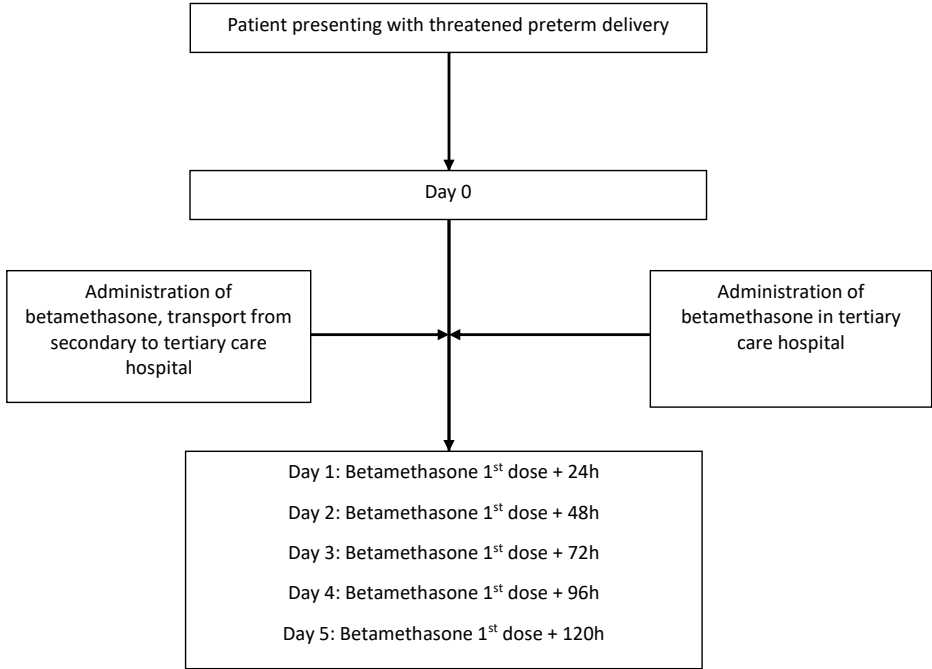 Patient presenting with threatened preterm delivery
Day 0
Administration of
betamethasone, transport from
secondary to tertiary care
hospital
Administration of
betamethasone in tertiary
care hospital
Day 1: Betamethasone 1st dose + 24h
Day 2: Betamethasone 1st dose + 48h
Day 3: Betamethasone 1st dose + 72h
Day 4: Betamethasone 1st dose + 96h
Day 5: Betamethasone 1st dose + 120h